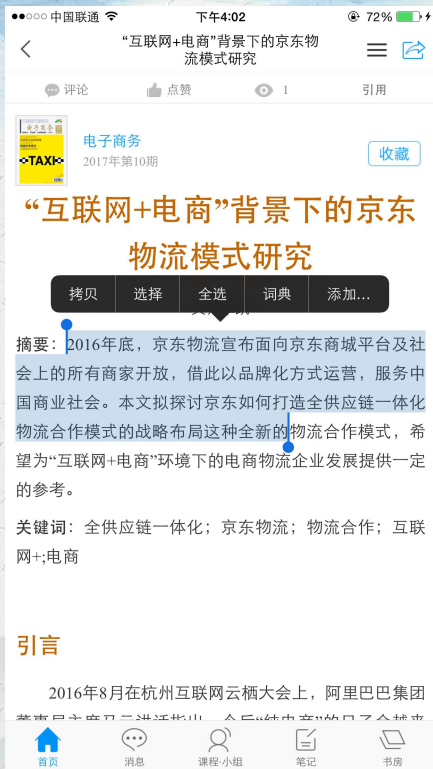 中国联通 下午4:02 72%
“互联网+电商”背景下的京东物
流模式研究
评论 点赞 1 引用
电子商务
TAXI
电子商务
2017年第10期
收藏
“互联网+电商”背景下的京东
物流模式研究
拷贝 选择 全选 词典 添加...
摘要：2016年底，京东物流宣布面向京东商城平台及社
会上的所有商家开放，借此以品牌化方式运营，服务中
国商业社会。本文拟探讨京东如何打造全供应链一体化
物流合作模式的战略布局这种全新的物流合作模式，希
望为“互联网+电商”环境下的电商物流企业发展提供一定
的参考。
关键词：全供应链一体化；京东物流；物流合作；互联
网+;电商
引言
2016年8月在杭州互联网云栖大会上，阿里巴巴集团
首页 消息 课程·小组 笔记 书房